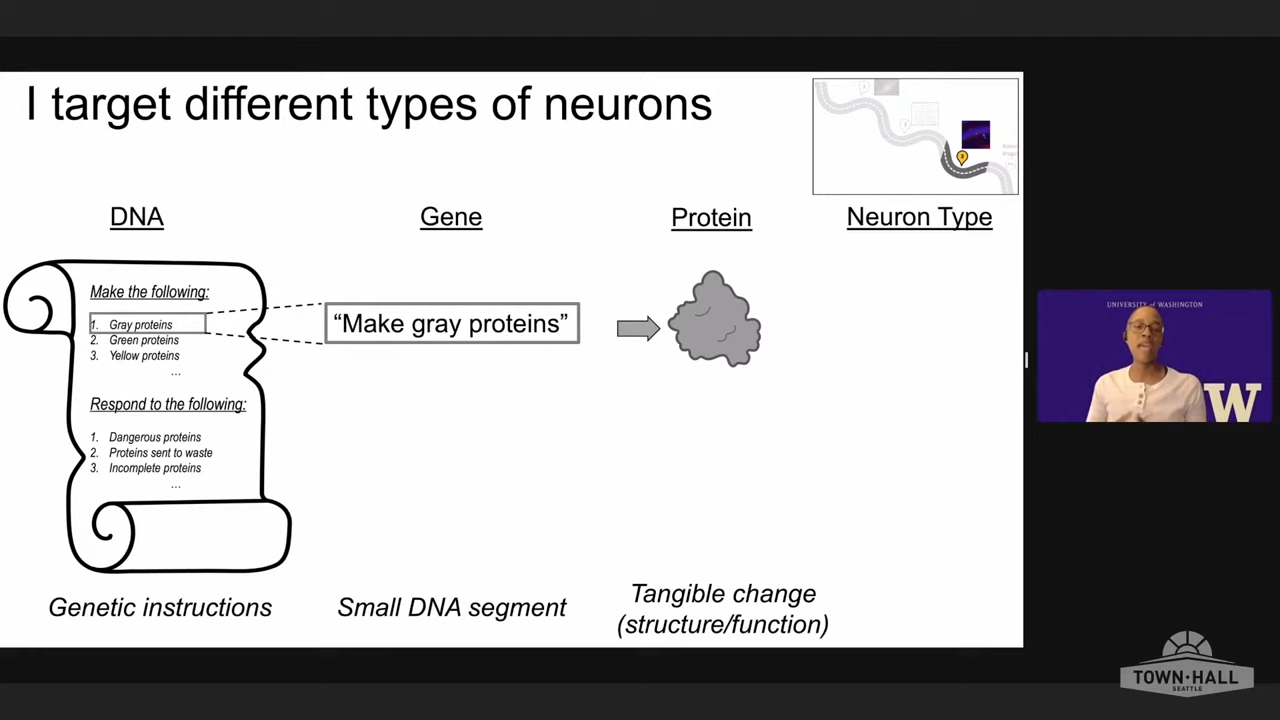 I target different types of neurons
DNA
Gene
Protein
Neuron Type
Make the following:
1. Gray proteins
2. Green proteins
3. Yellow proteins
...
Respond to the following:
1. Dangerous proteins
2. Proteins sent to waste
3. Incomplete proteins
...
“Make gray proteins”
Genetic instructions
Small DNA segment
Tangible change
(structure/function)
3
UNIVERSITY of WASHINGTON
W
TOWN·HALL
SEATTLE